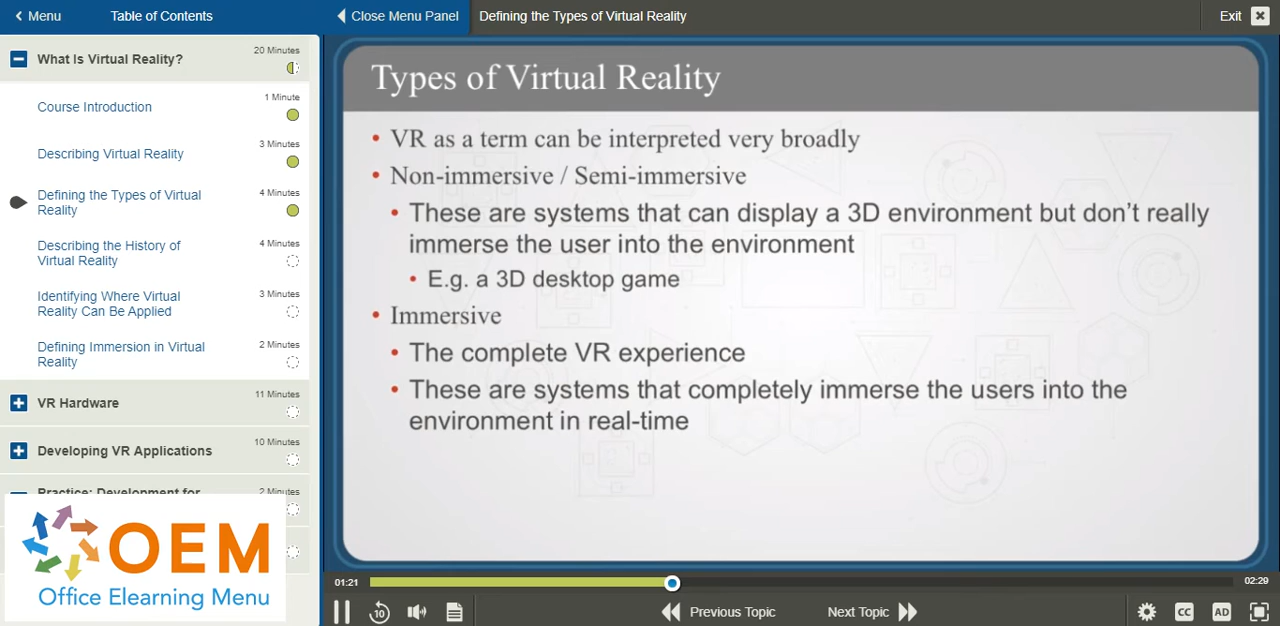 Menu
Table of Contents
Close Menu Panel
Defining the Types of Virtual Reality
Exit
What Is Virtual Reality?
20 Minutes
Course Introduction
1 Minute
Describing Virtual Reality
3 Minutes
Defining the Types of Virtual
Reality
4 Minutes
Describing the History of
Virtual Reality
4 Minutes
Identifying Where Virtual
Reality Can Be Applied
3 Minutes
Defining Immersion in Virtual
Reality
2 Minutes
VR Hardware
11 Minutes
Developing VR Applications
10 Minutes
Practice: Development for
2 Minutes
OEM
Office Elearning Menu
Types of Virtual Reality
• VR as a term can be interpreted very broadly
• Non-immersive / Semi-immersive
• These are systems that can display a 3D environment but don’t really
immerse the user into the environment
• E.g. a 3D desktop game
• Immersive
• The complete VR experience
• These are systems that completely immerse the users into the
environment in real-time
01:21
02:29
10
Previous Topic
Next Topic
CC
AD